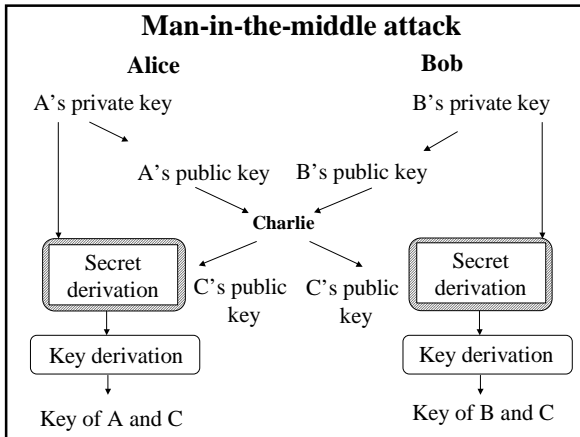 Man-in-the-middle attack
Alice
Bob
A's private key
B's private key
A's public key
B's public key
Charlie
Secret
derivation
C's public
key
C's public
key
Secret
derivation
Key derivation
Key derivation
Key of A and C
Key of B and C